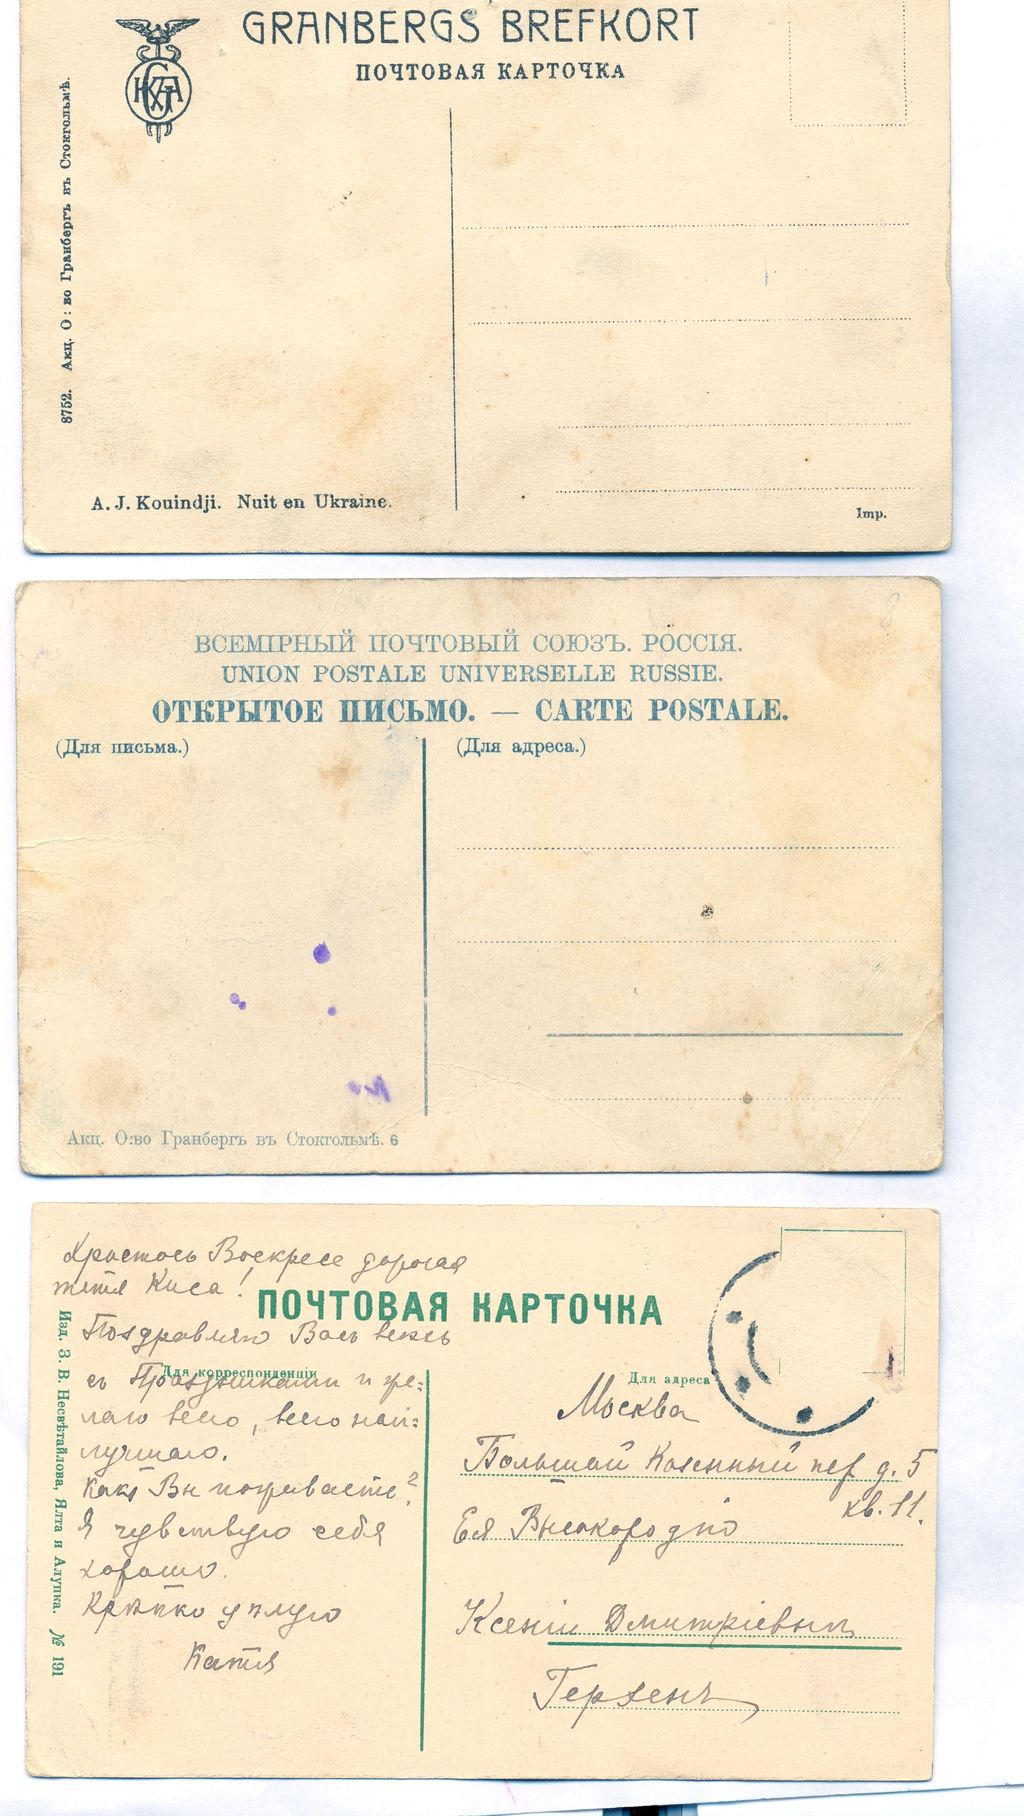 GRANBERGS BREFKORT
ПОЧТОВАЯ КАРТОЧКА
8752. Акц. О: во Гранбергъ въ Стокгольмѣ.
A. J. Kouindji. Nuit en Ukraine.
Imp.
8
ВСЕМІРНЫЙ ПОЧТОВЫЙ СОЮЗЪ. РОССІЯ.
UNION POSTALE UNIVERSELLE RUSSIE.
ОТКРЫТОЕ ПИСЬМО. — CARTE POSTALE.
(Для письма.)
(Для адреса.)
Акц. О:во Гранбергъ въ Стокгольмѣ. 6
ПОЧТОВАЯ КАРТОЧКА
Для корреспонденціи
Для адреса
Изд. З. В. Несвѣтайлова, Ялта и Алупка. № 191
Христосъ Воскресе дорогая
тетя Киса!
Поздравляю Васъ всѣхъ
съ Праздниками и же:
лаю всего, всего наи:
лучшаго.
Какъ Вы поживаете?
Я чувствую себя
хорошо.
Крѣпко цѣлую
Катя
Москва
Большой Казенный пер д. 5
кв. 11.
Ея Высокородію
Ксеніи Дмитріевнѣ
Герценъ